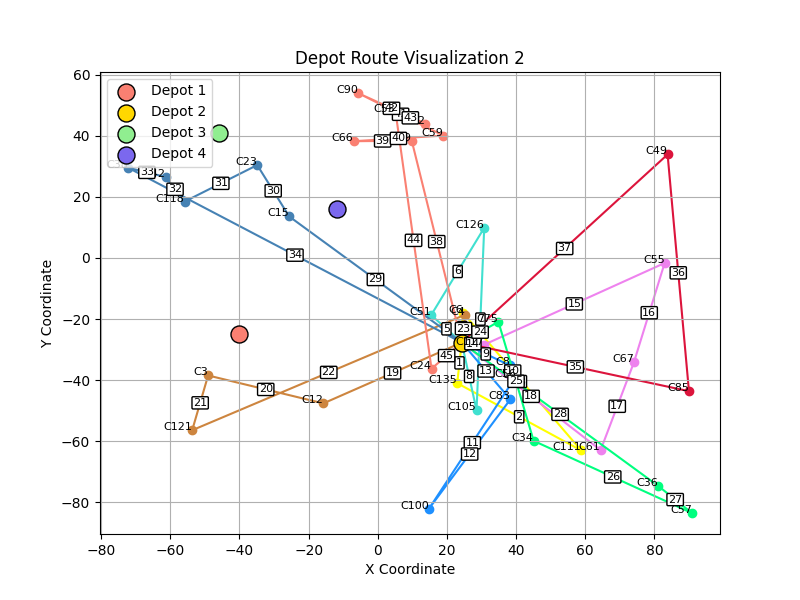 Depot Route Visualization 2
Depot 1
Depot 2
Depot 3
Depot 4
60
40
20
0
−20
−40
−60
−80
Y Coordinate
−80
−60
−40
−20
0
20
40
60
80
X Coordinate
C90
C59
C66
C23
C15
C118
C126
C51
C49
C55
C67
C85
C24
C135
C105
C83
C34
C111
C61
C36
C57
C100
C3
C12
C121
C6
C8
43
39
40
33
32
31
30
34
29
44
38
6
37
36
15
16
35
17
5
23
24
7
9
45
1
13
8
25
18
2
28
11
12
26
27
22
19
20
21